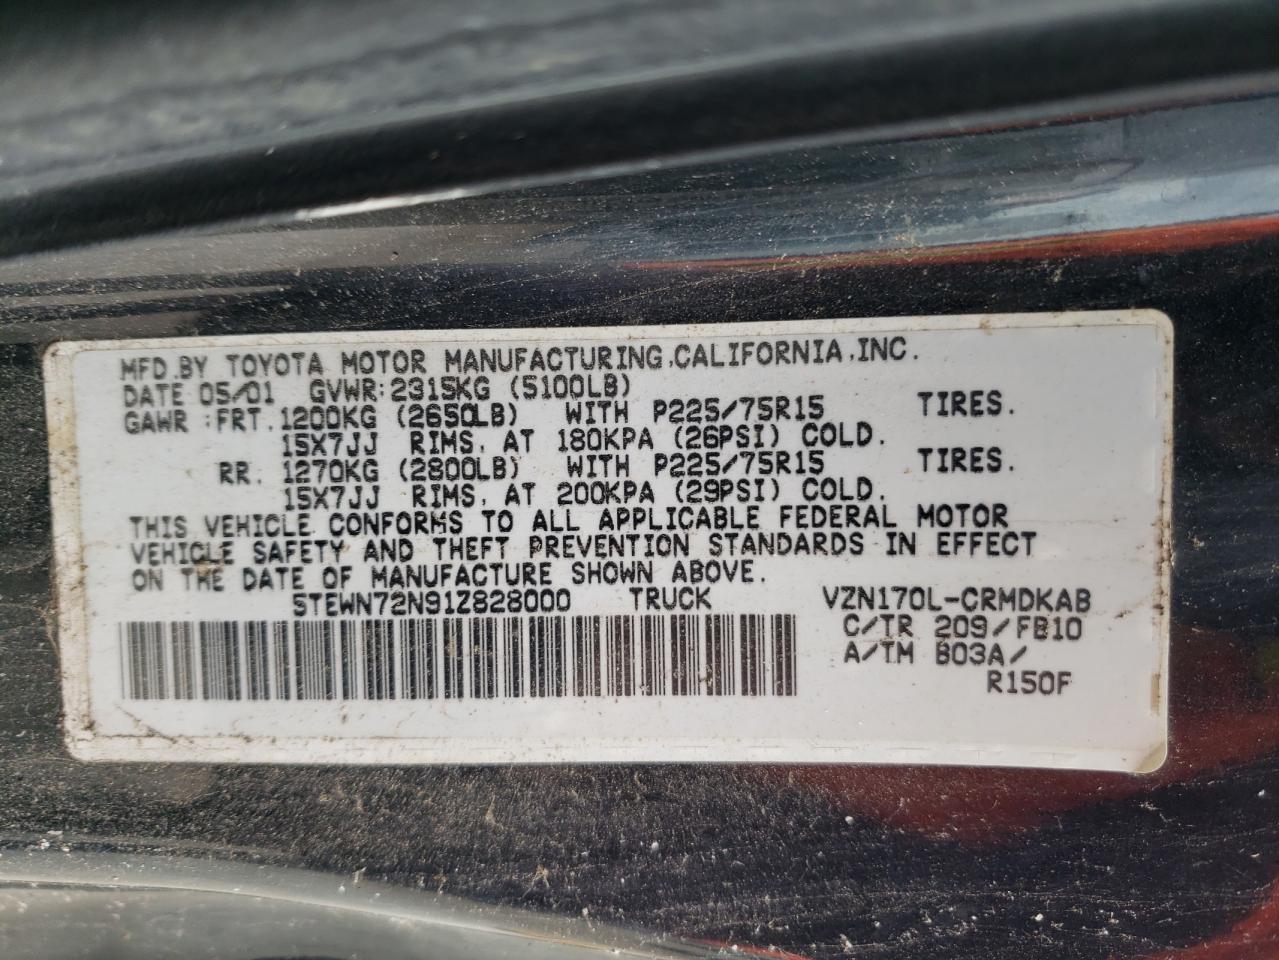 MFD.BY TOYOTA MOTOR MANUFACTURING,CALIFORNIA,INC.
DATE 05/01 GVWR:2315KG (5100LB)
GAWR :FRT.1200KG (2650LB) WITH P225/75R15 TIRES.
15X7JJ RIMS, AT 180KPA (26PSI) COLD.
RR. 1270KG (2800LB) WITH P225/75R15 TIRES.
15X7JJ RIMS, AT 200KPA (29PSI) COLD.
THIS VEHICLE CONFORMS TO ALL APPLICABLE FEDERAL MOTOR
VEHICLE SAFETY AND THEFT PREVENTION STANDARDS IN EFFECT
ON THE DATE OF MANUFACTURE SHOWN ABOVE.
5TEWN72N91Z828000 TRUCK VZN170L-CRMDKAB
C/TR 209/FB10
A/TM B03A/
R150F